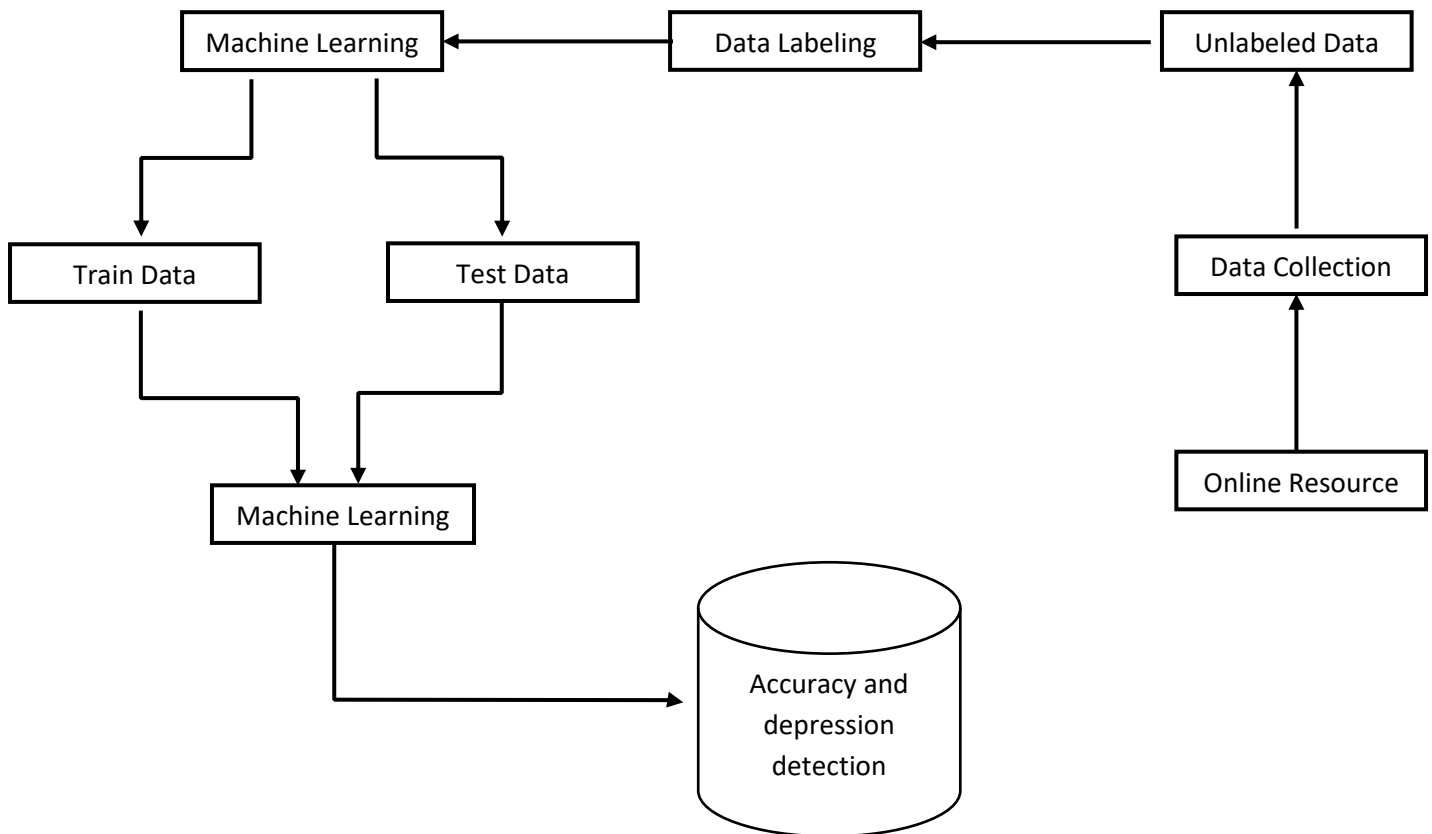 Machine Learning
Data Labeling
Unlabeled Data
Train Data
Test Data
Data Collection
Machine Learning
Online Resource
Accuracy and
depression
detection